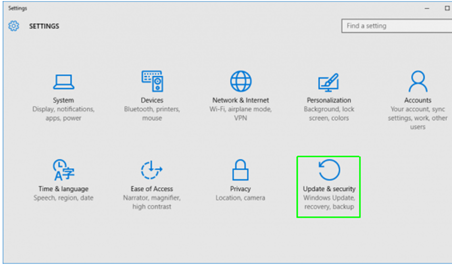 Settings
SETTINGS
Find a setting
System
Display, notifications,
apps, power
Devices
Bluetooth, printers,
mouse
Network & Internet
Wi-Fi, airplane mode,
VPN
Personalization
Background, lock
screen, colors
Accounts
Your account, sync
settings, work, other
users
A字
Time & language
Speech, region, date
Ease of Access
Narrator, magnifier,
high contrast
Privacy
Location, camera
Update & security
Windows Update,
recovery, backup